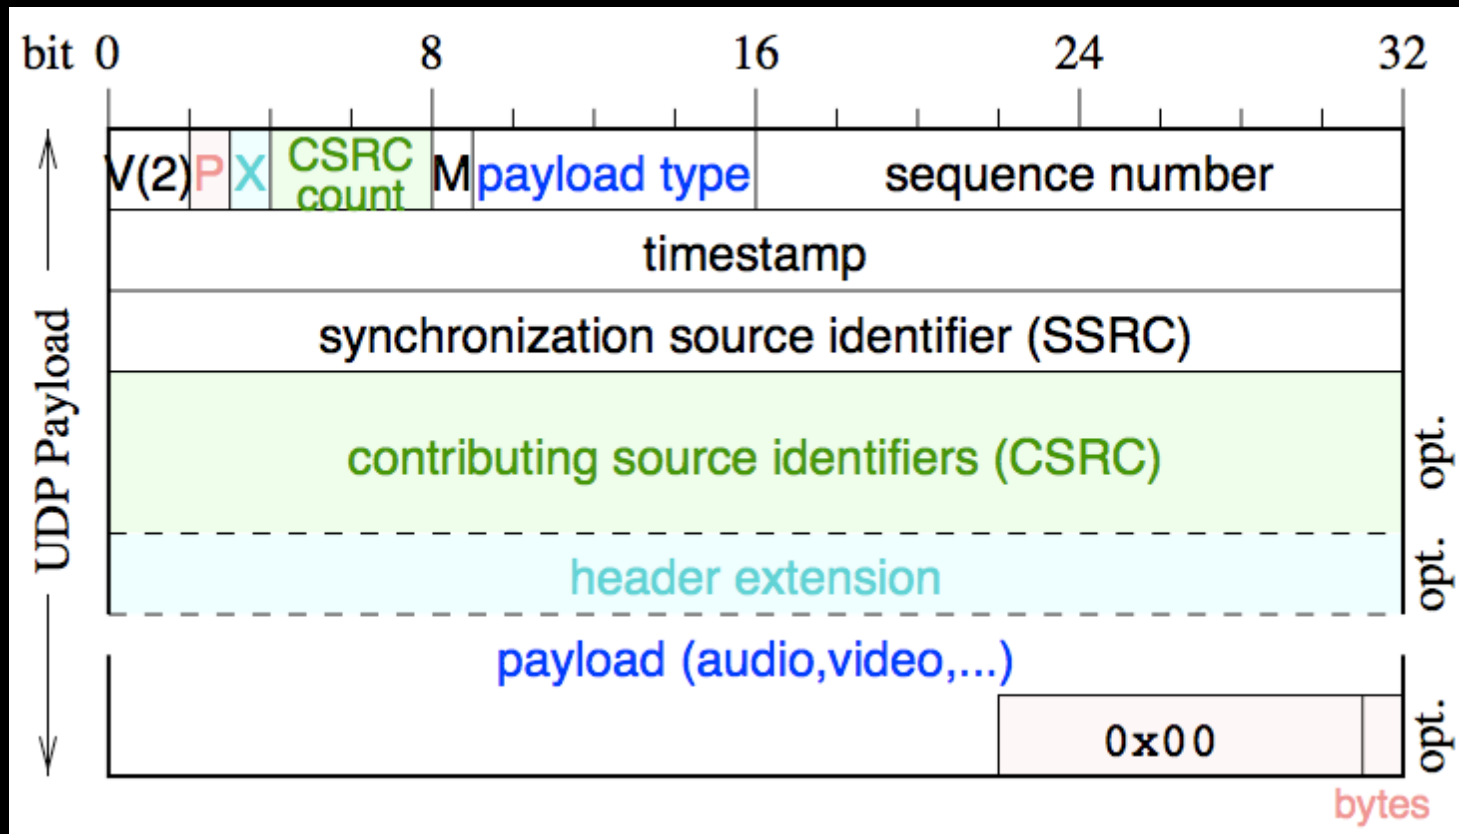 bit 0 8 16 24 32
V(2) P X CSRC count M payload type sequence number
timestamp
synchronization source identifier (SSRC)
UDP Payload
contributing source identifiers (CSRC) opt.
header extension opt.
payload (audio,video,...)
0x00 opt.
bytes